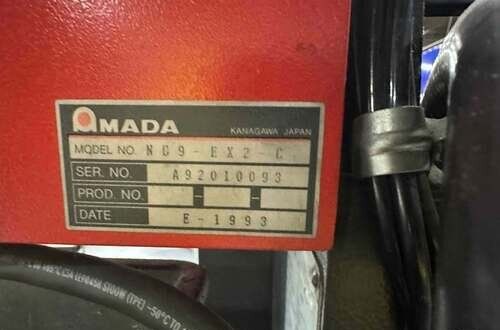 AMADA
KANAGAWA JAPAN
MODEL NO. NC9-EX2-C
SER. NO. A92010093
PROD. NO. - -
DATE E-1993